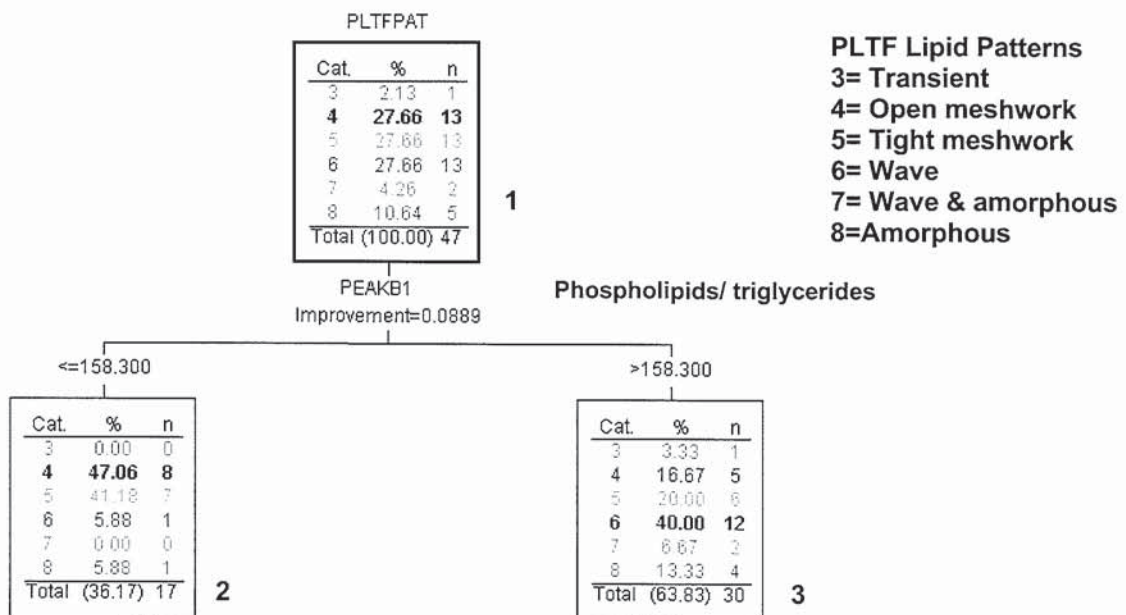 PLTFPAT
Cat. % n
3 2.13 1
4 27.66 13
5 27.66 13
6 27.66 13
7 4.26 2
8 10.64 5
Total (100.00) 47
1
PLTF Lipid Patterns
3= Transient
4= Open meshwork
5= Tight meshwork
6= Wave
7= Wave & amorphous
8=Amorphous
PEAKB1
Improvement=0.0889
Phospholipids/ triglycerides
<=158.300
Cat. % n
3 0.00 0
4 47.06 8
5 41.18 7
6 5.88 1
7 0.00 0
8 5.88 1
Total (36.17) 17
2
>158.300
Cat. % n
3 3.33 1
4 16.67 5
5 20.00 6
6 40.00 12
7 6.67 2
8 13.33 4
Total (63.83) 30
3